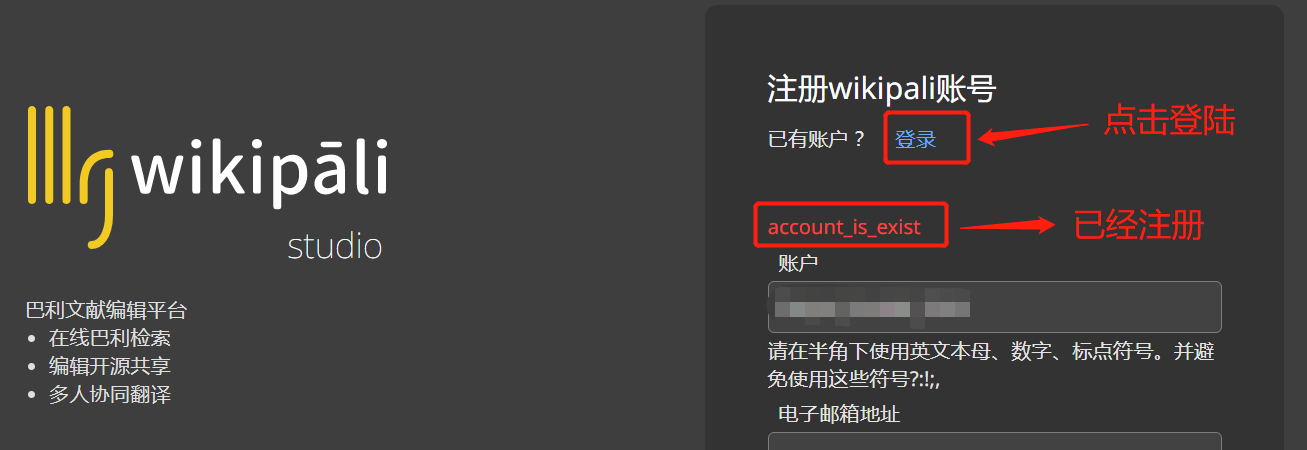 wikipāli
studio
巴利文献编辑平台
在线巴利检索
编辑开源共享
多人协同翻译
注册wikipali账号
已有账户？ 登录
点击登陆
account_is_exist
已经注册
账户
请在半角下使用英文本母、数字、标点符号。并避
免使用这些符号?:!;,
电子邮箱地址